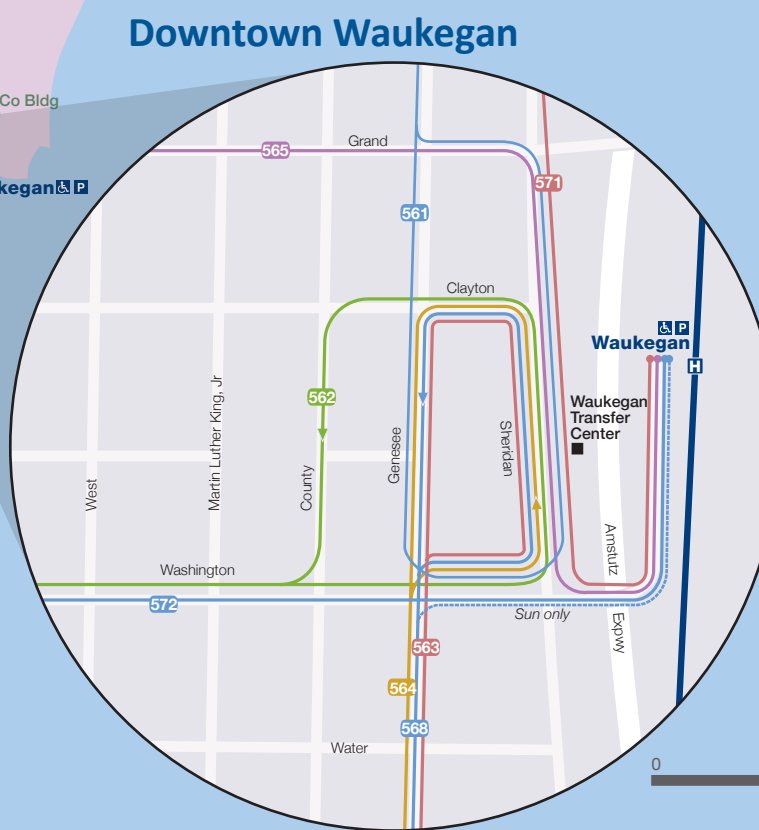 Downtown Waukegan
Co Bldg
kegan
P
Grand
565
571
561
Clayton
P
Waukegan
H
562
Waukegan
Transfer
Center
Martin Luther King, Jr
Genesee
Sheridan
County
West
Amstutz
Washington
572
Sun only
Expwy
563
564
568
Water
0